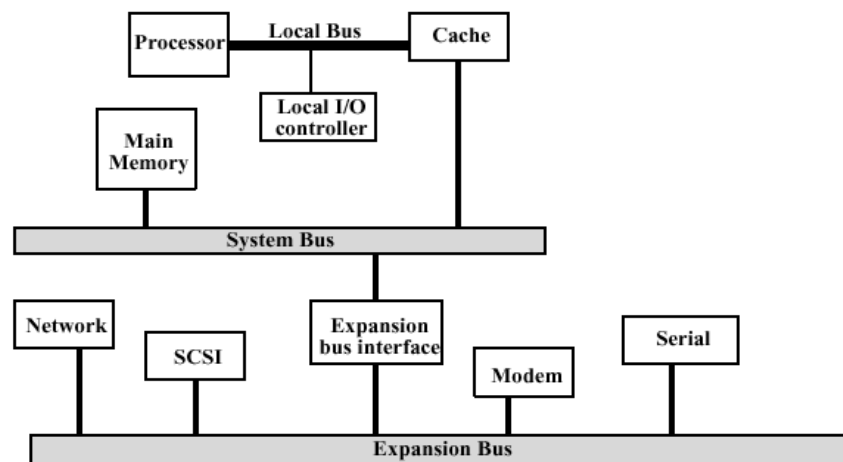 Processor
Local Bus
Cache
Local I/O
controller
Main
Memory
System Bus
Network
SCSI
Expansion
bus interface
Modem
Serial
Expansion Bus